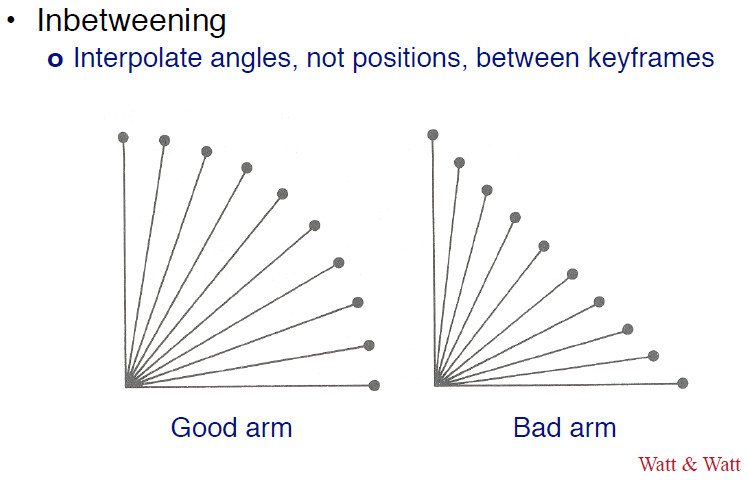 • Inbetweening
o Interpolate angles, not positions, between keyframes
Good arm
Bad arm
Watt & Watt